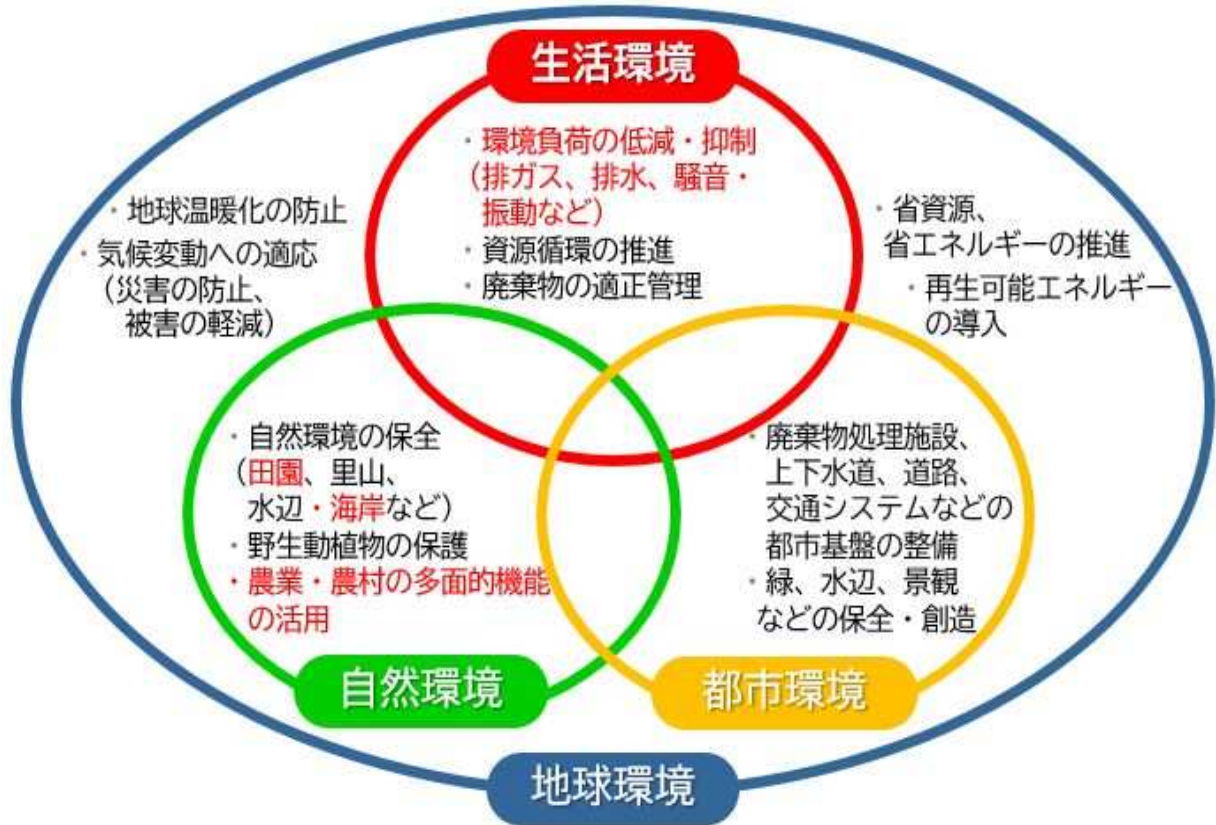 生活環境
・環境負荷の低減・抑制
（排ガス、排水、騒音・
振動など）
・資源循環の推進
・廃棄物の適正管理
・地球温暖化の防止
・気候変動への適応
（災害の防止、
被害の軽減）
・省資源、
省エネルギーの推進
・再生可能エネルギー
の導入
・自然環境の保全
（田園、里山、
水辺・海岸など）
・野生動植物の保護
・農業・農村の多面的機能
の活用
自然環境
・廃棄物処理施設、
上下水道、道路、
交通システムなどの
都市基盤の整備
・緑、水辺、景観
などの保全・創造
都市環境
地球環境